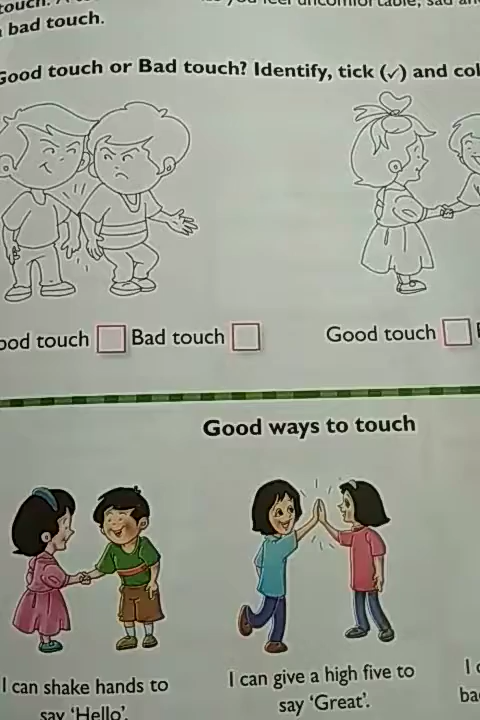 touch.
bad touch.
Good touch or Bad touch? Identify, tick (✓) and col
ood touch Bad touch Good touch
Good ways to touch
I can shake hands to say 'Hello'.
I can give a high five to say 'Great'.